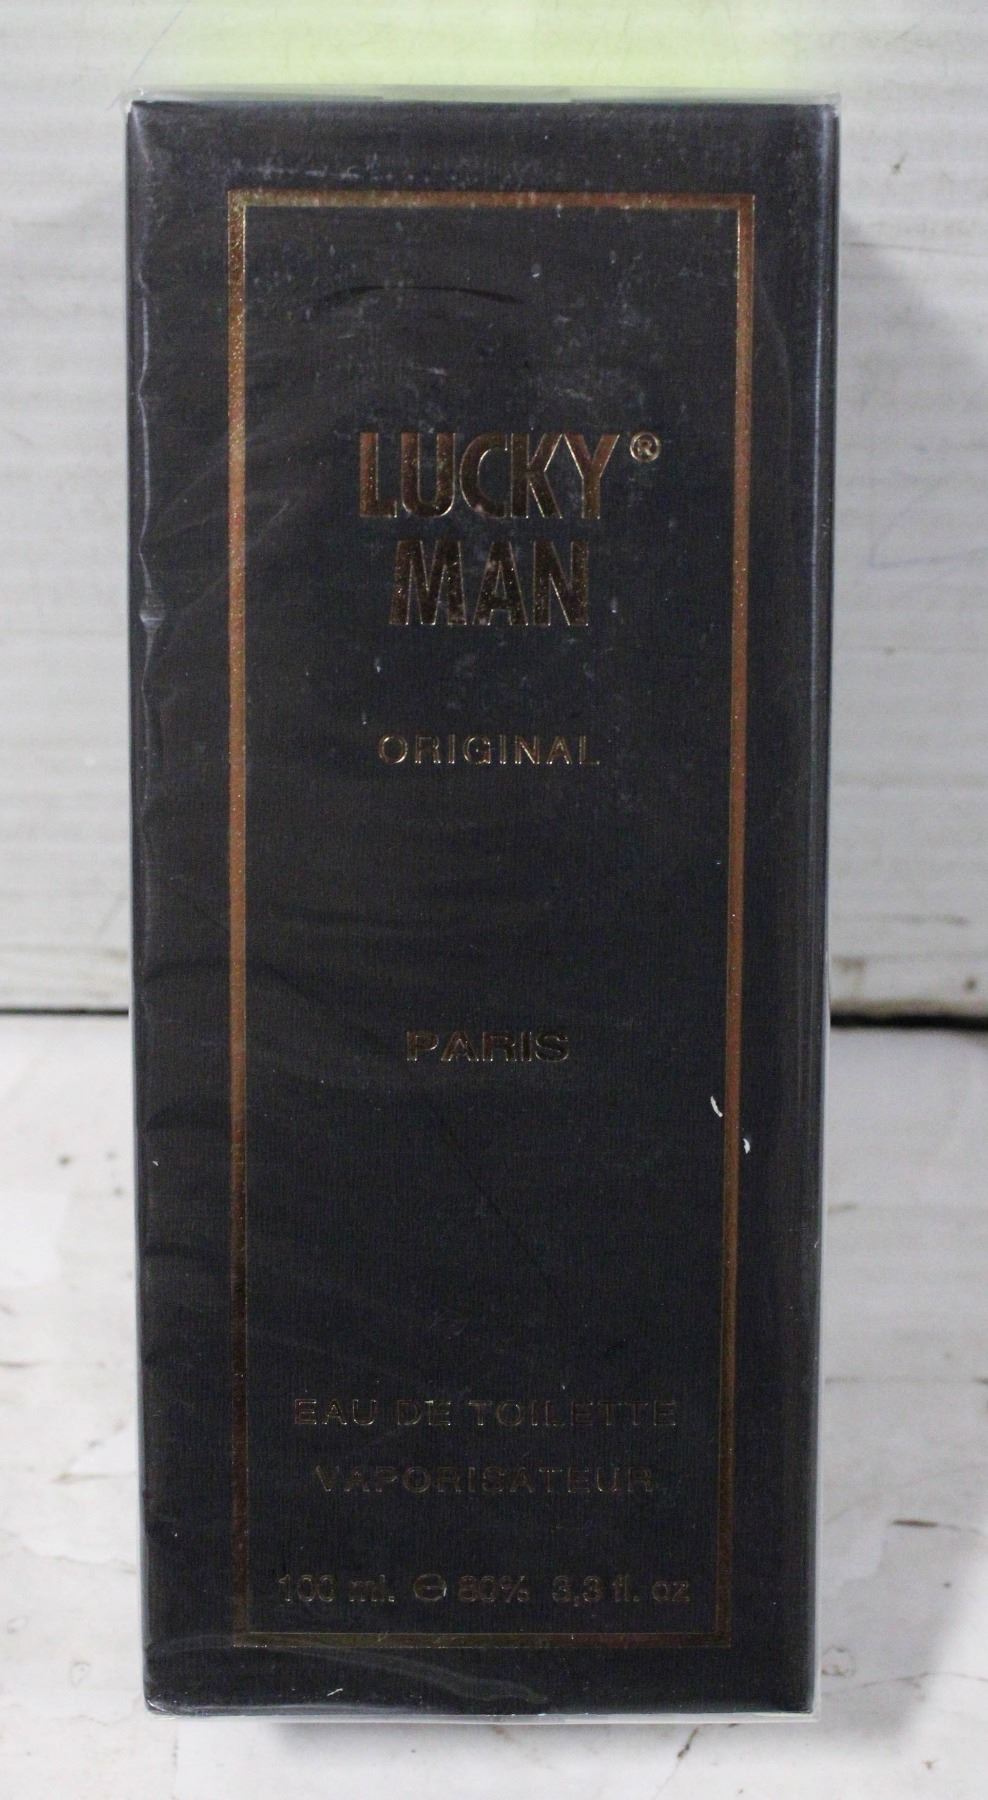 LUCKY®
MAN
ORIGINAL
PARIS
EAU DE TOILETTE
VAPORISATEUR
100 ml. ℮ 80% 3,3 fl. oz